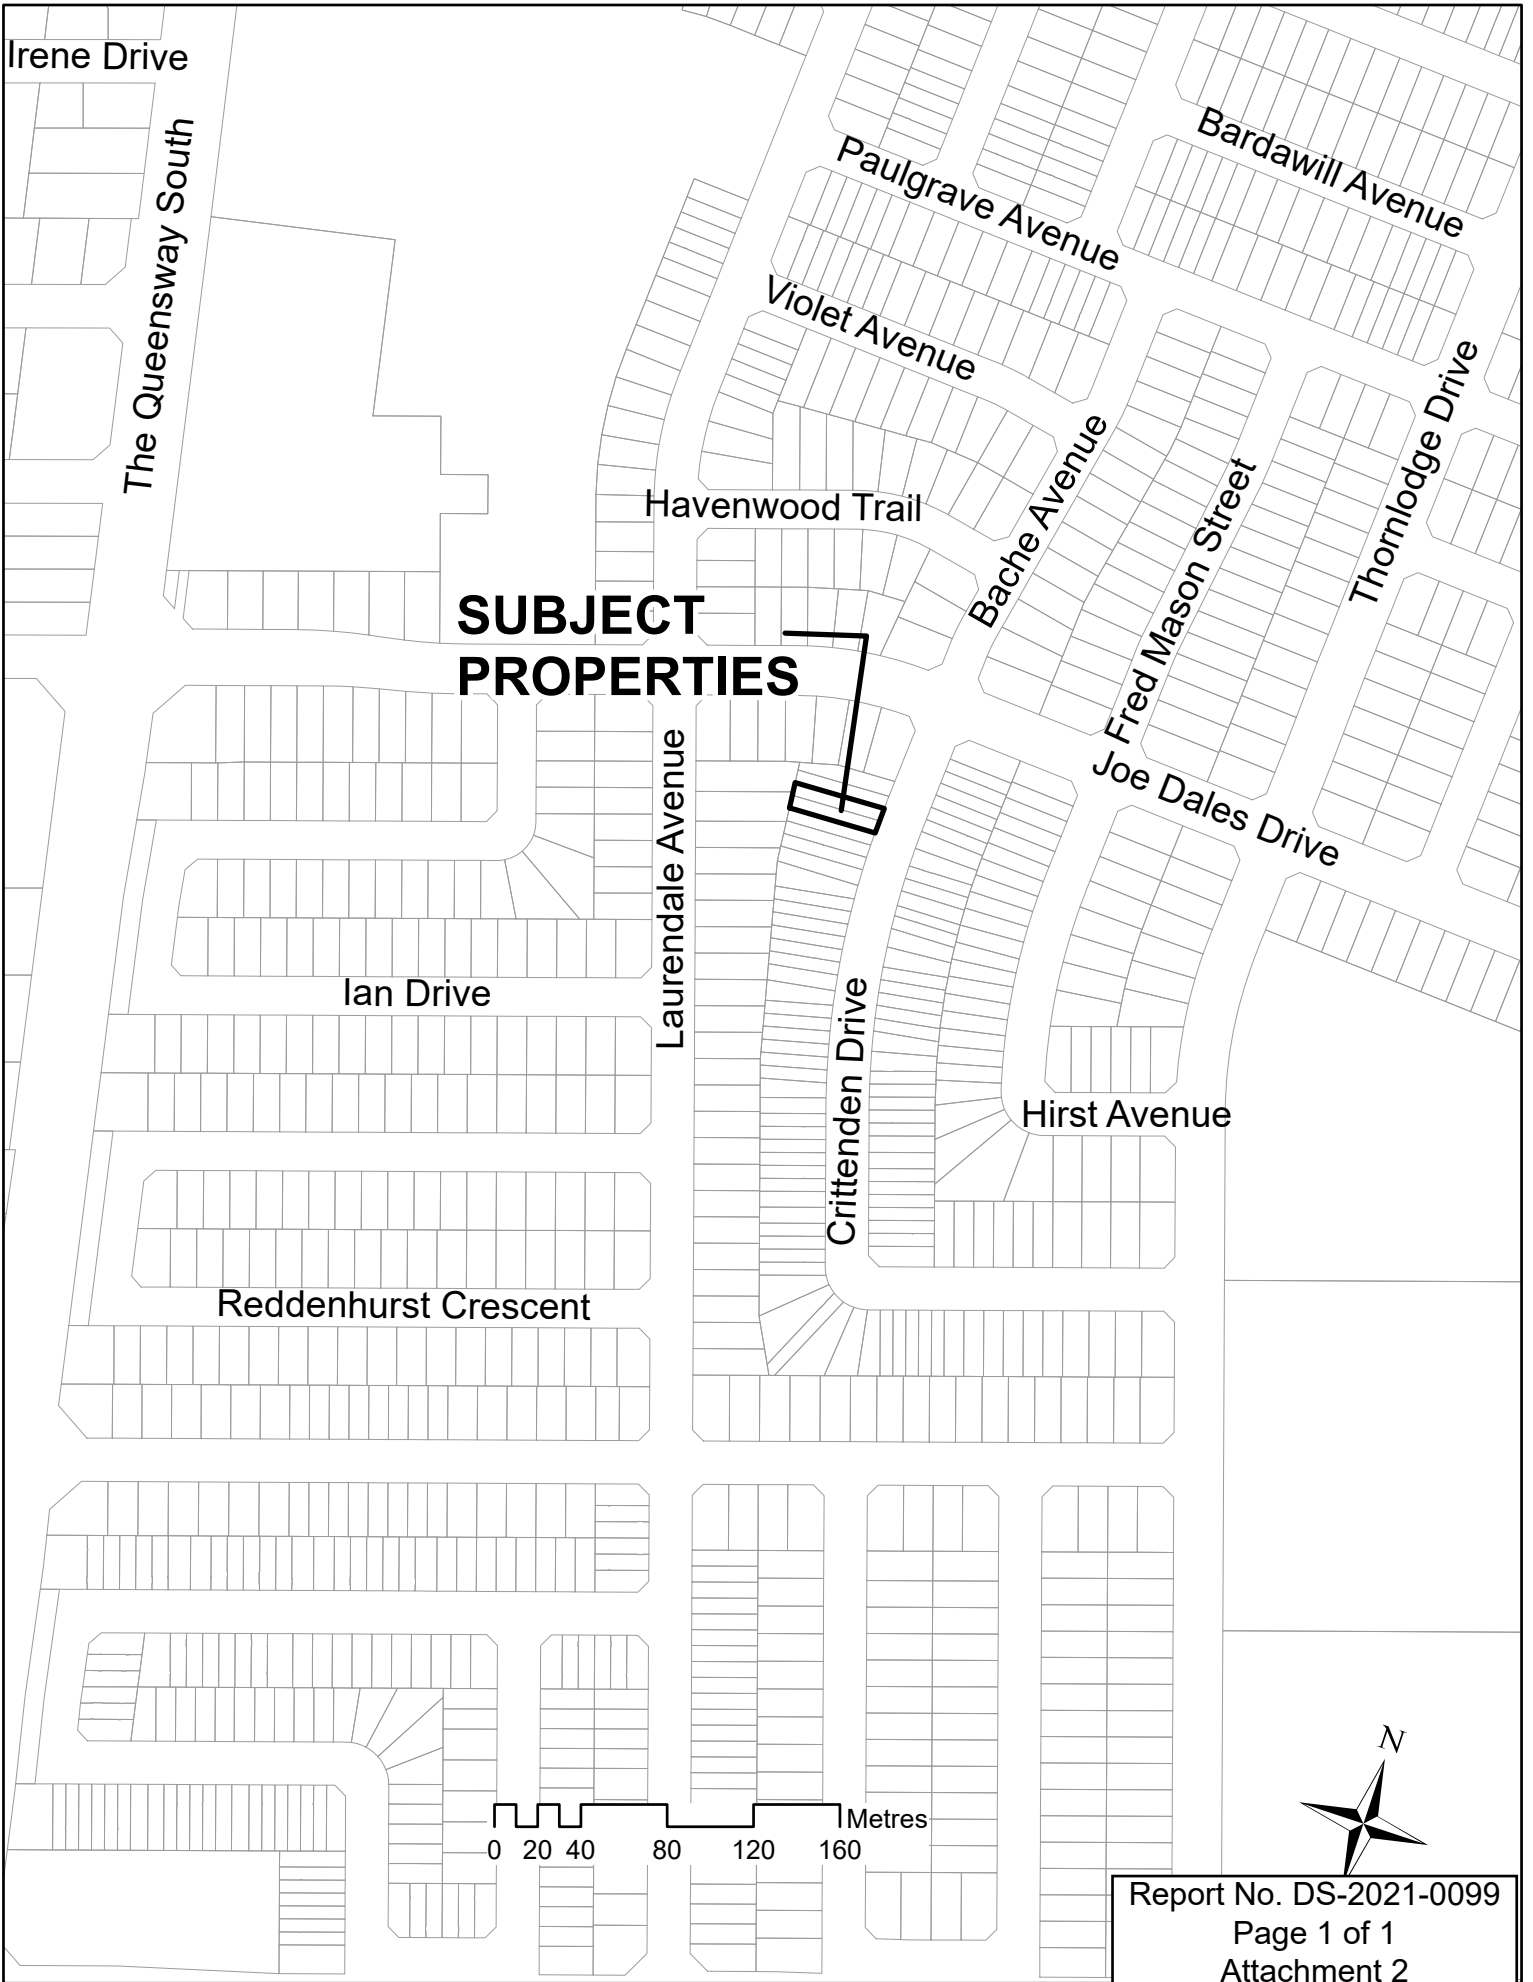 Irene Drive
The Queensway South
Bardawill Avenue
Paulgrave Avenue
Violet Avenue
Thornlodge Drive
Bache Avenue
Fred Mason Street
Havenwood Trail
SUBJECT
PROPERTIES
Joe Dales Drive
Laurendale Avenue
Ian Drive
Crittenden Drive
Hirst Avenue
Reddenhurst Crescent
N
Metres
0 20 40 80 120 160
Report No. DS-2021-0099
Page 1 of 1
Attachment 2